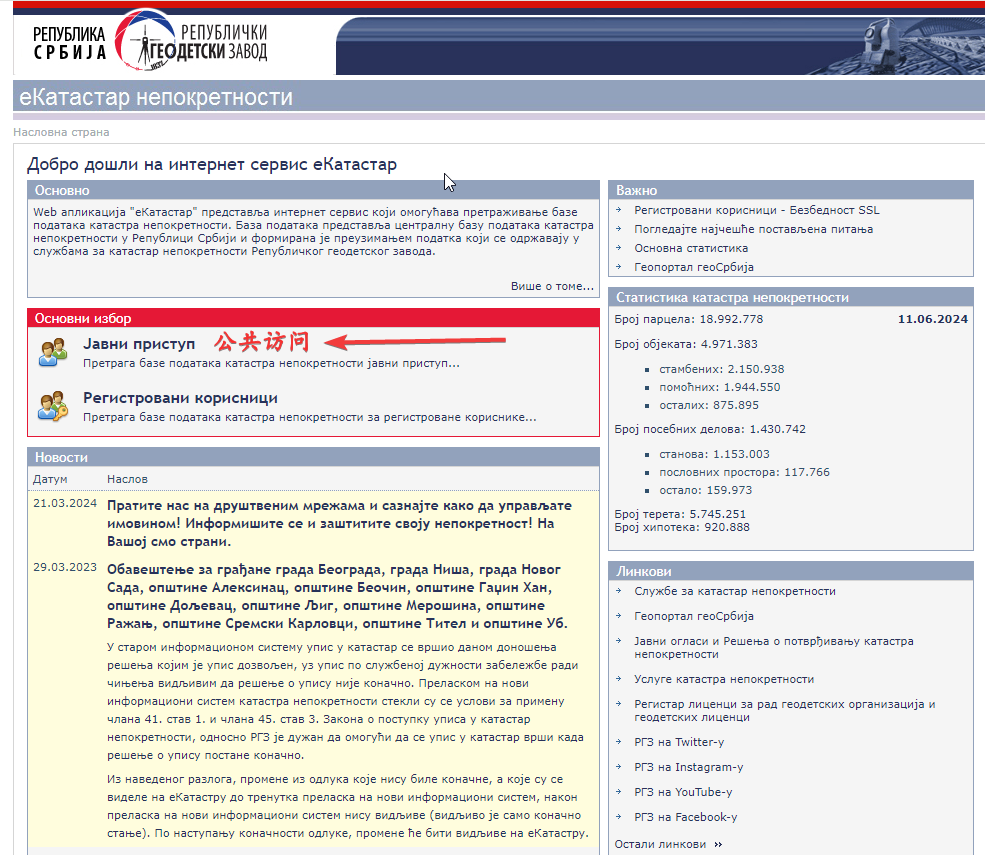 РЕПУБЛИКА
СРБИЈА
РЕПУБЛИЧКИ
ГЕОДЕТСКИ ЗАВОД
еКатастар непокретности
Насловна страна
Добро дошли на интернет сервис еКатастар
Основно
Web апликација "еКатастар" представља интернет сервис који омогућава претраживање базе
података катастра непокретности. База података представља централну базу података катастра
непокретности у Републици Србији и формирана је преузимањем податка који се одржавају у
службама за катастар непокретности Републичког геодетског завода.
Више о томе...
Основни избор
Јавни приступ 公共访问
Претрага базе података катастра непокретности јавни приступ...
Регистровани корисници
Претрага базе података катастра непокретности за регистроване кориснике...
Новости
Датум Наслов
21.03.2024 Пратите нас на друштвеним мрежама и сазнајте како да управљате
имовином! Информишите се и заштитите своју непокретност! На
Вашој смо страни.
29.03.2023 Обавештење за грађане града Београда, града Ниша, града Новог
Сада, општине Алексинац, општине Беочин, општине Гаџин Хан,
општине Дољевац, општине Љиг, општине Мерошина, општине
Ражањ, општине Сремски Карловци, општине Тител и општине Уб.
У старом информационом систему упис у катастар се вршио даном доношења
решења којим је упис дозвољен, уз упис по службеној дужности забележбе ради
чињења видљивим да решење о упису није коначно. Преласком на нови
информациони систем катастра непокретности стекли су се услови за примену
члана 41. став 1. и члана 45. став 3. Закона о поступку уписа у катастар
непокретности, односно РГЗ је дужан да омогући да се упис у катастар врши када
решење о упису постане коначно.
Из наведеног разлога, промене из одлука које нису биле коначне, а које су се
виделе на еКатастру до тренутка преласка на нови информациони систем, након
преласка на нови информациони систем нису видљиве (видљиво је само коначно
стање). По наступању коначности одлуке, промене ће бити видљиве на еКатастру.
Важно
Регистровани корисници - Безбедност SSL
Погледајте најчешће постављена питања
Основна статистика
Геопортал геоСрбија
Статистика катастра непокретности
Број парцела: 18.992.778 11.06.2024
Број објеката: 4.971.383
стамбених: 2.150.938
помоћних: 1.944.550
осталих: 875.895
Број посебних делова: 1.430.742
станова: 1.153.003
пословних простора: 117.766
остало: 159.973
Број терета: 5.745.251
Број хипотека: 920.888
Линкови
Службе за катастар непокретности
Геопортал геоСрбија
Јавни огласи и Решења о потврђивању катастра
непокретности
Услуге катастра непокретности
Регистар лиценци за рад геодетских организација и
геодетских лиценци
РГЗ на Twitter-у
РГЗ на Instagram-у
РГЗ на YouTube-у
РГЗ на Facebook-у
Остали линкови »